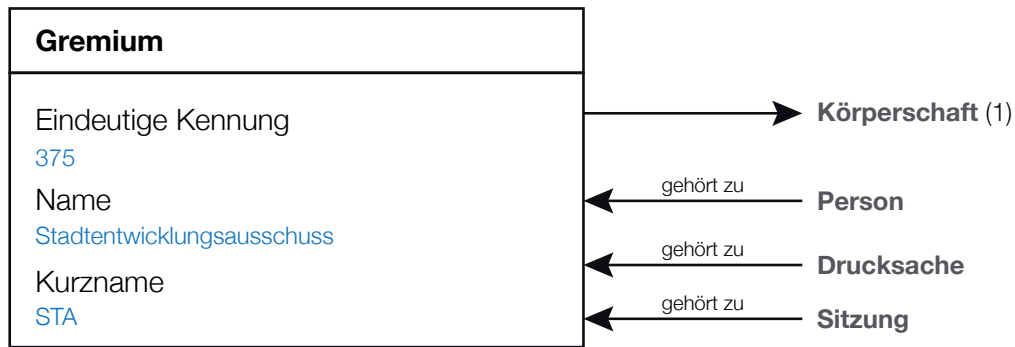 Gremium
Eindeutige Kennung
375
Name
Stadtentwicklungsausschuss
Kurzname
STA
Körperschaft (1)
gehört zu
Person
gehört zu
Drucksache
gehört zu
Sitzung